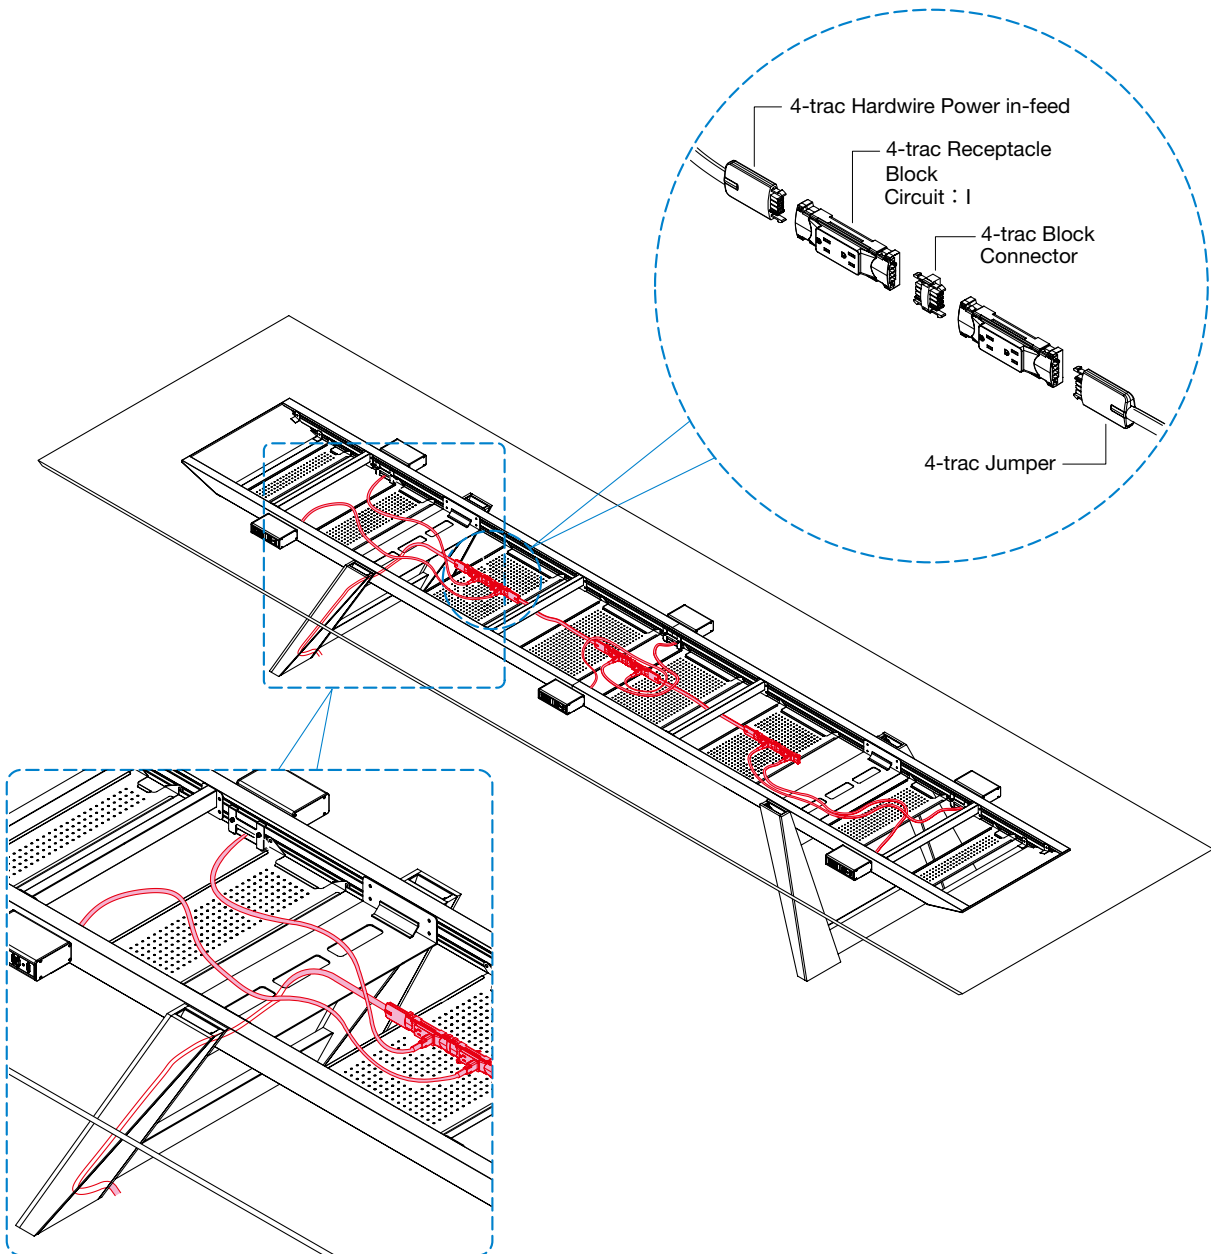 4-trac Hardwire Power in-feed
4-trac Receptacle
Block
Circuit：I
4-trac Block
Connector
4-trac Jumper